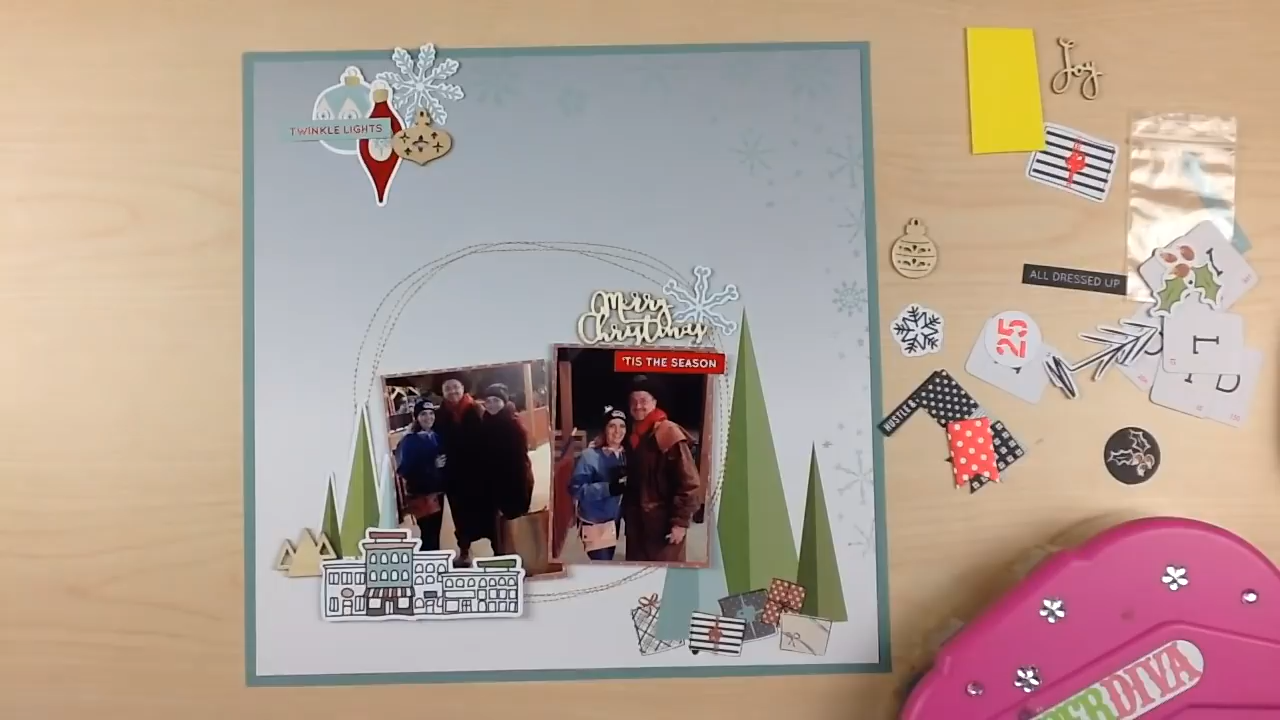 TWINKLE LIGHTS
Merry
Christmas
'TIS THE SEASON
Joy
ALL DRESSED UP
25
L
HUSTLE &
DIVA